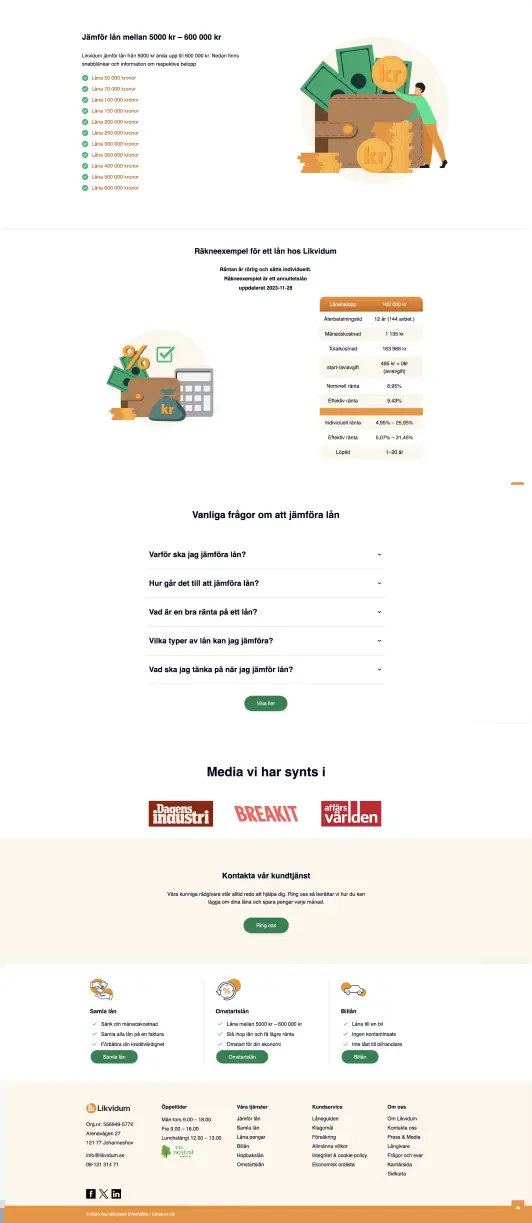 Jämför lån mellan 5000 kr – 600 000 kr
Likvidum jämför lån från 5000 kr ända upp till 600 000 kr. Nedan finns
snabblänkar och information om respektive belopp
Låna 50 000 kronor
Låna 70 000 kronor
Låna 100 000 kronor
Låna 150 000 kronor
Låna 200 000 kronor
Låna 250 000 kronor
Låna 300 000 kronor
Låna 350 000 kronor
Låna 400 000 kronor
Låna 500 000 kronor
Låna 600 000 kronor
kr
kr
Räkneexempel för ett lån hos Likvidum
Räntan är rörlig och sätts individuellt.
Räkneexemplet är ett annuitetslån
uppdaterat 2023-11-28
kr
Lånebelopp 100 000 kr
Återbetalningstid 12 år (144 avbet.)
Månadskostnad 1 135 kr
Totalkostnad 163 966 kr
start-/aviavgift 495 kr + 0kr
(aviavgift)
Nominell ränta 8.95%
Effektiv ränta 9.43%
Individuell ränta 4,95% – 25,95%
Effektiv ränta 5,07% – 31,45%
Löptid 1–20 år
Vanliga frågor om att jämföra lån
Varför ska jag jämföra lån?
Hur går det till att jämföra lån?
Vad är en bra ränta på ett lån?
Vilka typer av lån kan jag jämföra?
Vad ska jag tänka på när jag jämför lån?
Visa fler
Media vi har synts i
Dagens
industri
BREAKIT
affärs
världen
Kontakta vår kundtjänst
Våra kunniga rådgivare står alltid redo att hjälpa dig. Ring oss så berättar vi hur du kan
lägga om dina låna och spara pengar varje månad.
Ring oss
Samla lån
Sänk din månadskostnad
Samla alla lån på en faktura
Förbättra din kreditvärdighet
Samla lån
%
Omstartslån
Låna mellan 5000 kr – 600 000 kr
Slå ihop lån och få lägre ränta
Omstart för din ekonomi
Omstartslån
Billån
Låna till en bil
Ingen kontantinsats
Inte låst till bilhandlare
Billån
Likvidum
Org.nr: 556949-5772
Arenavägen 27
121 77 Johanneshov
info@likvidum.se
08-121 314 71
Öppettider
Mån-tors 9.00 – 18.00
Fre 9.00 – 16.00
Lunchstängt 12.00 – 13.00
neutral
Våra tjänster
Jämför lån
Samla lån
Låna pengar
Billån
Hopbakslån
Omstartslån
Kundservice
Låneguiden
Klagomål
Försäkring
Allmänna villkor
Integritet & cookie policy
Ekonomisk ordlista
Om oss
Om Likvidum
Kontakta oss
Press & Media
Långivare
Frågor och svar
Karriärsida
Sidkarta
© 2024 Alla rättigheter förbehållna / Likvidum AB